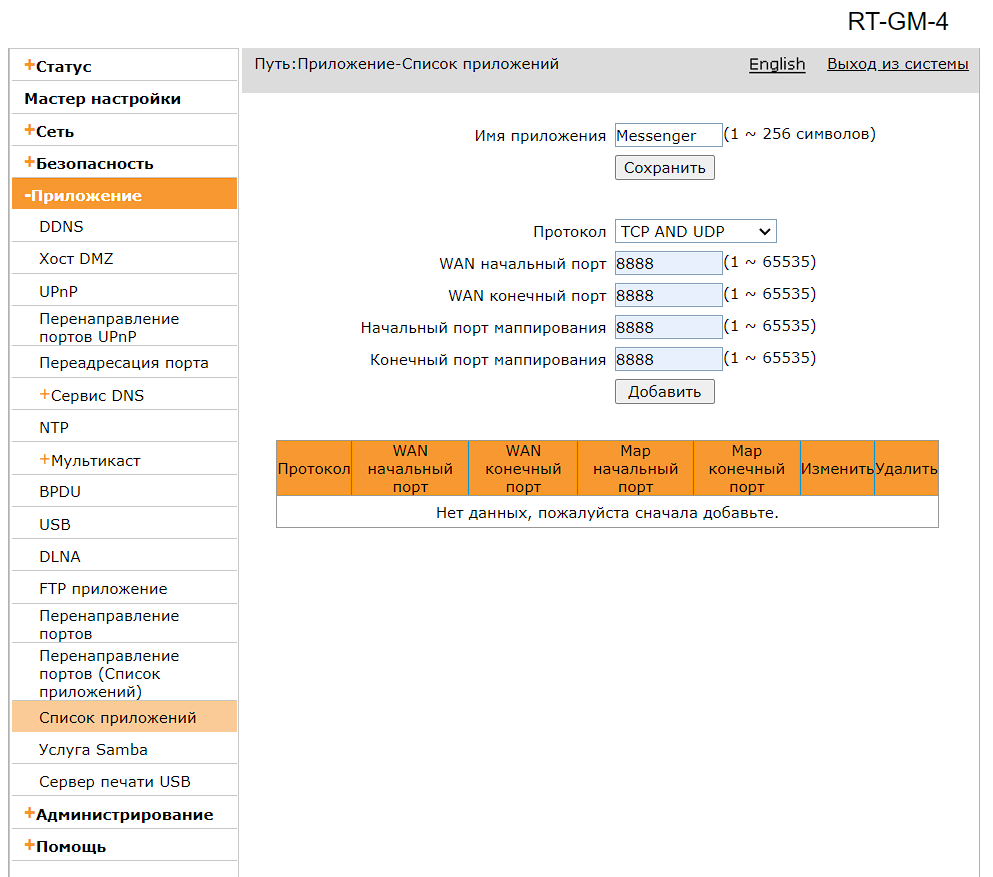 RT-GM-4
+Статус
Мастер настройки
+Сеть
+Безопасность
-Приложение
DDNS
Хост DMZ
UPnP
Перенаправление
портов UPnP
Переадресация порта
+Сервис DNS
NTP
+Мультикаст
BPDU
USB
DLNA
FTP приложение
Перенаправление
портов
Перенаправление
портов (Список
приложений)
Список приложений
Услуга Samba
Сервер печати USB
+Администрирование
+Помощь
Путь:Приложение-Список приложений English Выход из системы
Имя приложения Messenger (1 ~ 256 символов)
Сохранить
Протокол TCP AND UDP
WAN начальный порт 8888 (1 ~ 65535)
WAN конечный порт 8888 (1 ~ 65535)
Начальный порт маппирования 8888 (1 ~ 65535)
Конечный порт маппирования 8888 (1 ~ 65535)
Добавить
Протокол
WAN
начальный
порт
WAN
конечный
порт
Мар
начальный
порт
Мар
конечный
порт
Изменить
Удалить
Нет данных, пожалуйста сначала добавьте.